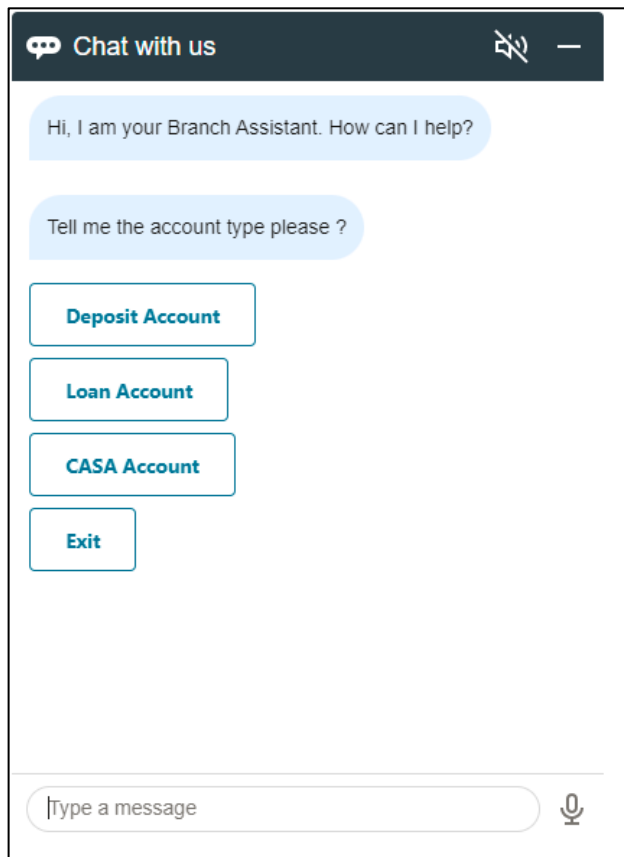 Chat with us
Hi, I am your Branch Assistant. How can I help?
Tell me the account type please ?
Deposit Account
Loan Account
CASA Account
Exit
Type a message